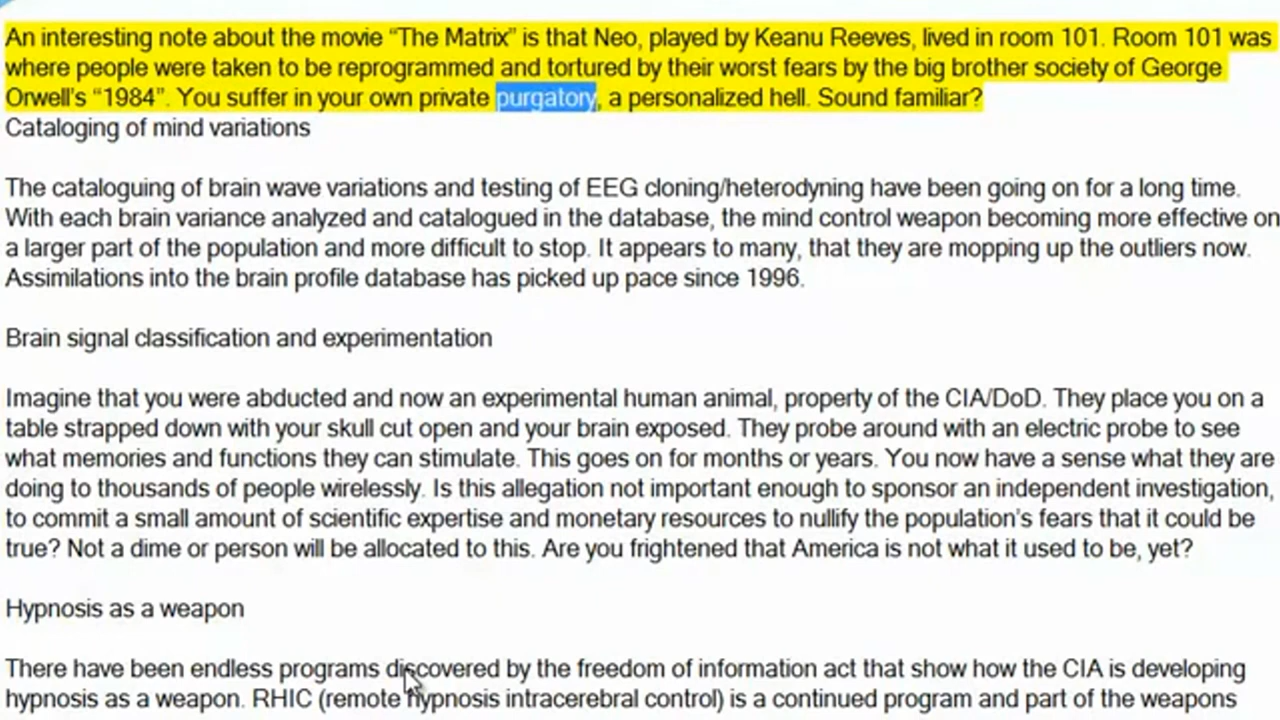 An interesting note about the movie “The Matrix” is that Neo, played by Keanu Reeves, lived in room 101. Room 101 was
where people were taken to be reprogrammed and tortured by their worst fears by the big brother society of George
Orwell's “1984”. You suffer in your own private purgatory, a personalized hell. Sound familiar?
Cataloging of mind variations
The cataloguing of brain wave variations and testing of EEG cloning/heterodyning have been going on for a long time.
With each brain variance analyzed and catalogued in the database, the mind control weapon becoming more effective on
a larger part of the population and more difficult to stop. It appears to many, that they are mopping up the outliers now.
Assimilations into the brain profile database has picked up pace since 1996.
Brain signal classification and experimentation
Imagine that you were abducted and now an experimental human animal, property of the CIA/DoD. They place you on a
table strapped down with your skull cut open and your brain exposed. They probe around with an electric probe to see
what memories and functions they can stimulate. This goes on for months or years. You now have a sense what they are
doing to thousands of people wirelessly. Is this allegation not important enough to sponsor an independent investigation,
to commit a small amount of scientific expertise and monetary resources to nullify the population's fears that it could be
true? Not a dime or person will be allocated to this. Are you frightened that America is not what it used to be, yet?
Hypnosis as a weapon
There have been endless programs discovered by the freedom of information act that show how the CIA is developing
hypnosis as a weapon. RHIC (remote hypnosis intracerebral control) is a continued program and part of the weapons